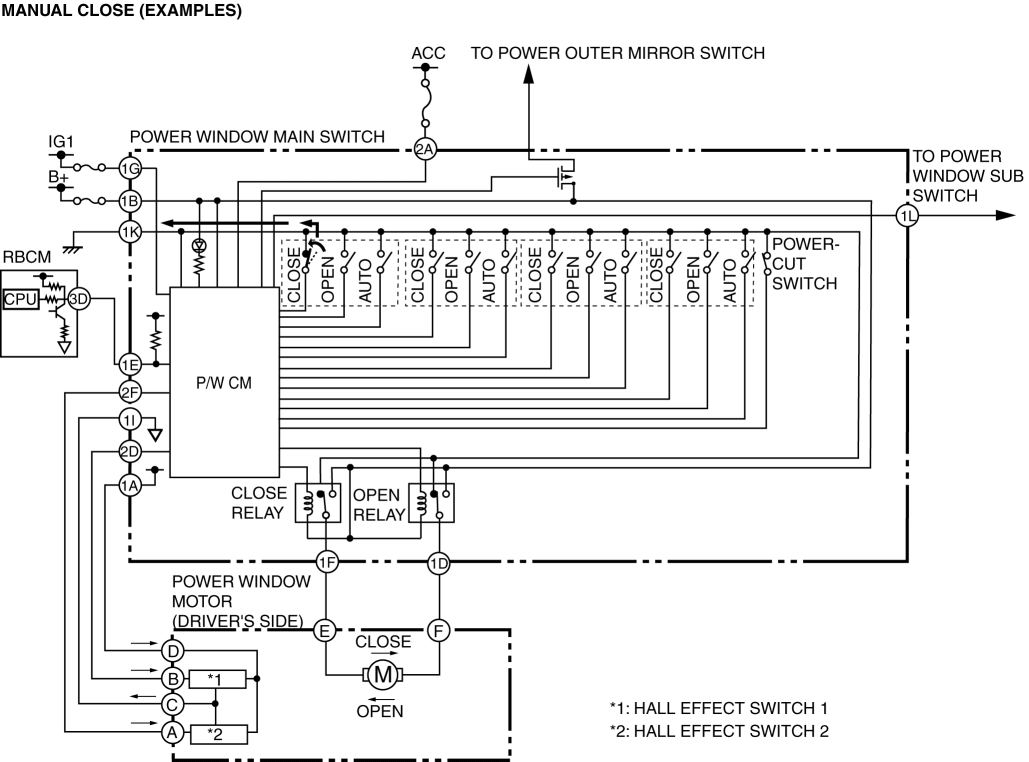 MANUAL CLOSE (EXAMPLES)
ACC
TO POWER OUTER MIRROR SWITCH
POWER WINDOW MAIN SWITCH
IG1
2A
TO POWER
WINDOW SUB
SWITCH
1G
B+
1B
1L
1K
RBCM
CLOSE
OPEN
AUTO
CLOSE
OPEN
AUTO
CLOSE
OPEN
AUTO
CLOSE
OPEN
AUTO
POWER-
CUT
SWITCH
CPU
3D
1E
P/W CM
2F
1I
2D
1A
CLOSE
RELAY
OPEN
RELAY
1F
1D
POWER WINDOW
MOTOR
(DRIVER'S SIDE)
E
F
CLOSE
D
M
B
*1
OPEN
C
*1: HALL EFFECT SWITCH 1
A
*2
*2: HALL EFFECT SWITCH 2